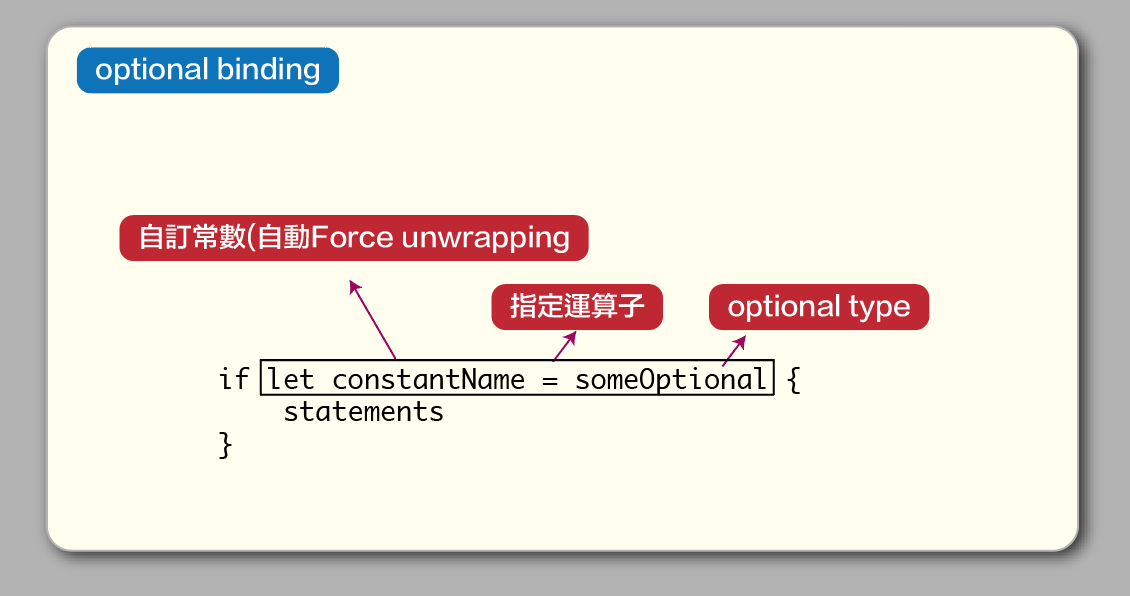 optional binding
自訂常數(自動Force unwrapping
指定運算子
optional type
if let constantName = someOptional {
statements
}